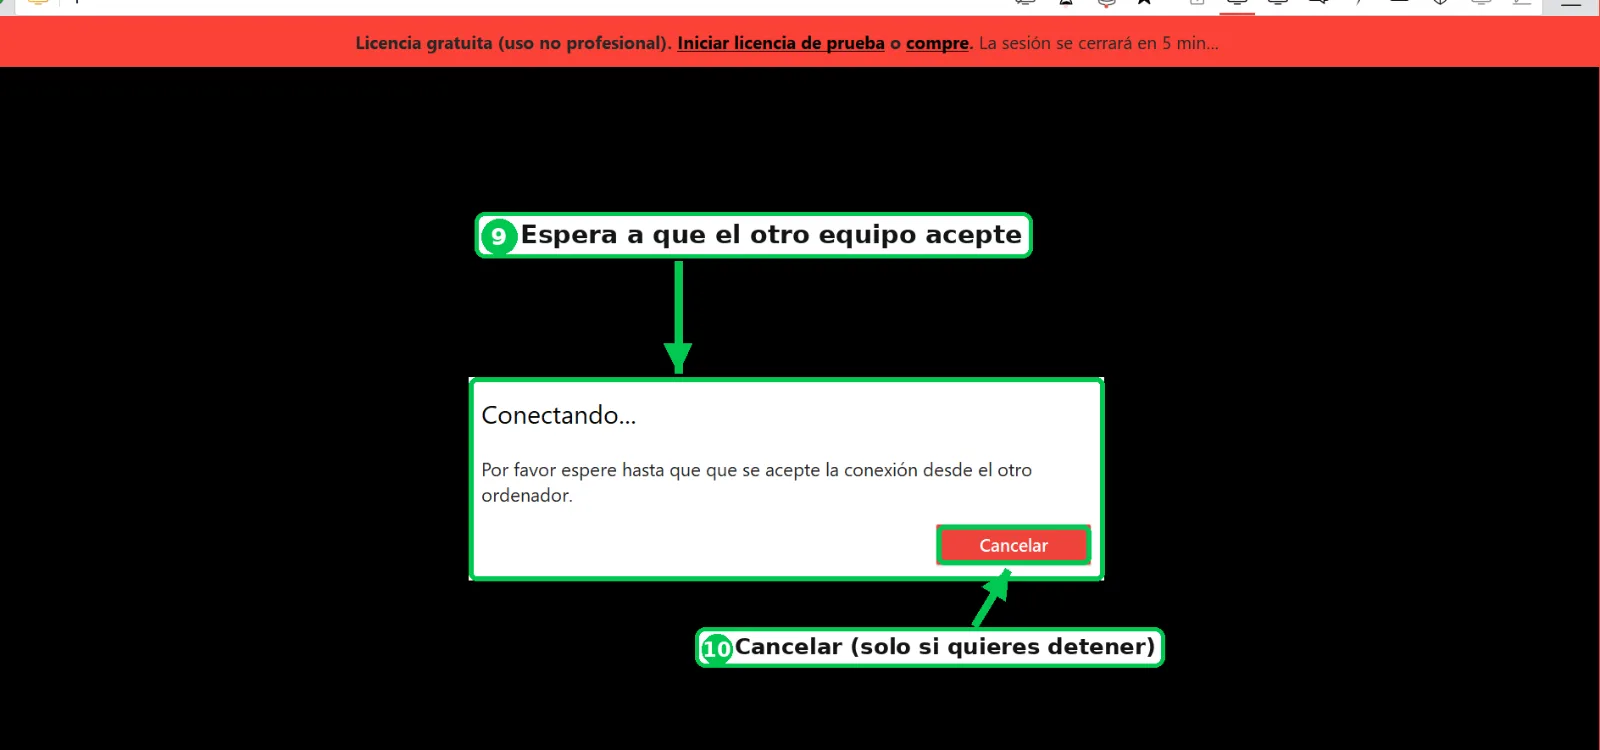 Licencia gratuita (uso no profesional). Iniciar licencia de prueba o compre. La sesión se cerrará en 5 min...
9 Espera a que el otro equipo acepte
Conectando...
Por favor espere hasta que que se acepte la conexión desde el otro
ordenador.
Cancelar
10 Cancelar (solo si quieres detener)